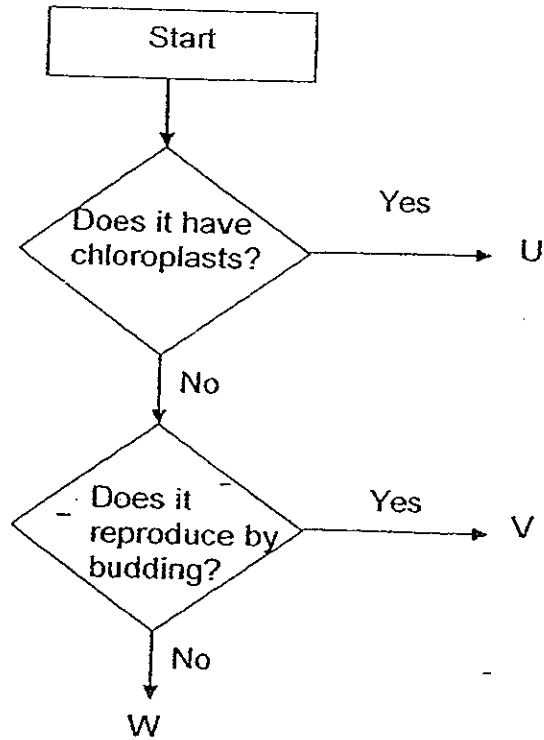 Start
Does it have
chloroplasts?
Yes
U
No
Does it
reproduce by
budding?
Yes
V
No
W